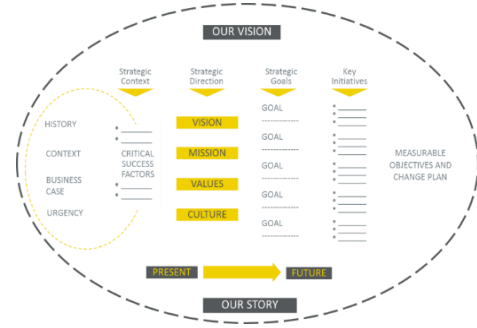 OUR VISION
Strategic Context
Strategic Direction
Strategic Goals
Key Initiatives
HISTORY
CONTEXT
BUSINESS CASE
URGENCY
CRITICAL
SUCCESS
FACTORS
VISION
MISSION
VALUES
CULTURE
GOAL
GOAL
GOAL
GOAL
GOAL
MEASURABLE
OBJECTIVES AND
CHANGE PLAN
PRESENT
FUTURE
OUR STORY